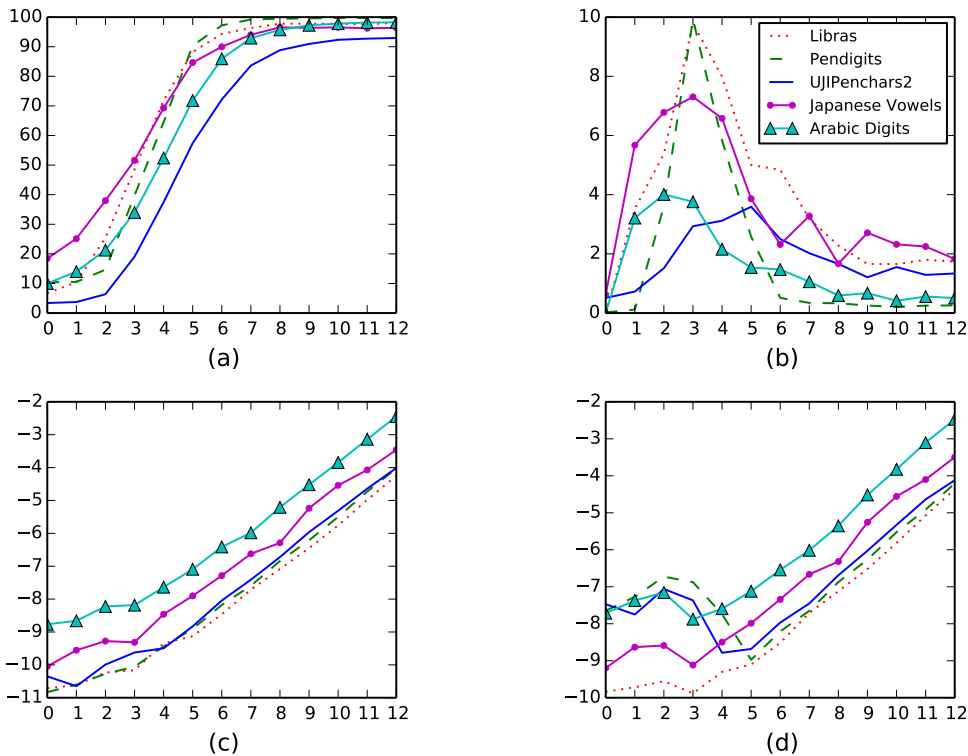 100
90
80
70
60
50
40
30
20
10
0
0 1 2 3 4 5 6 7 8 9 10 11 12
(a)
10
8
6
4
2
0
0 1 2 3 4 5 6 7 8 9 10 11 12
(b)
Libras
Pendigits
UJIPenchars2
Japanese Vowels
Arabic Digits
−2
−3
−4
−5
−6
−7
−8
−9
−10
−11
0 1 2 3 4 5 6 7 8 9 10 11 12
(c)
−2
−3
−4
−5
−6
−7
−8
−9
−10
0 1 2 3 4 5 6 7 8 9 10 11 12
(d)